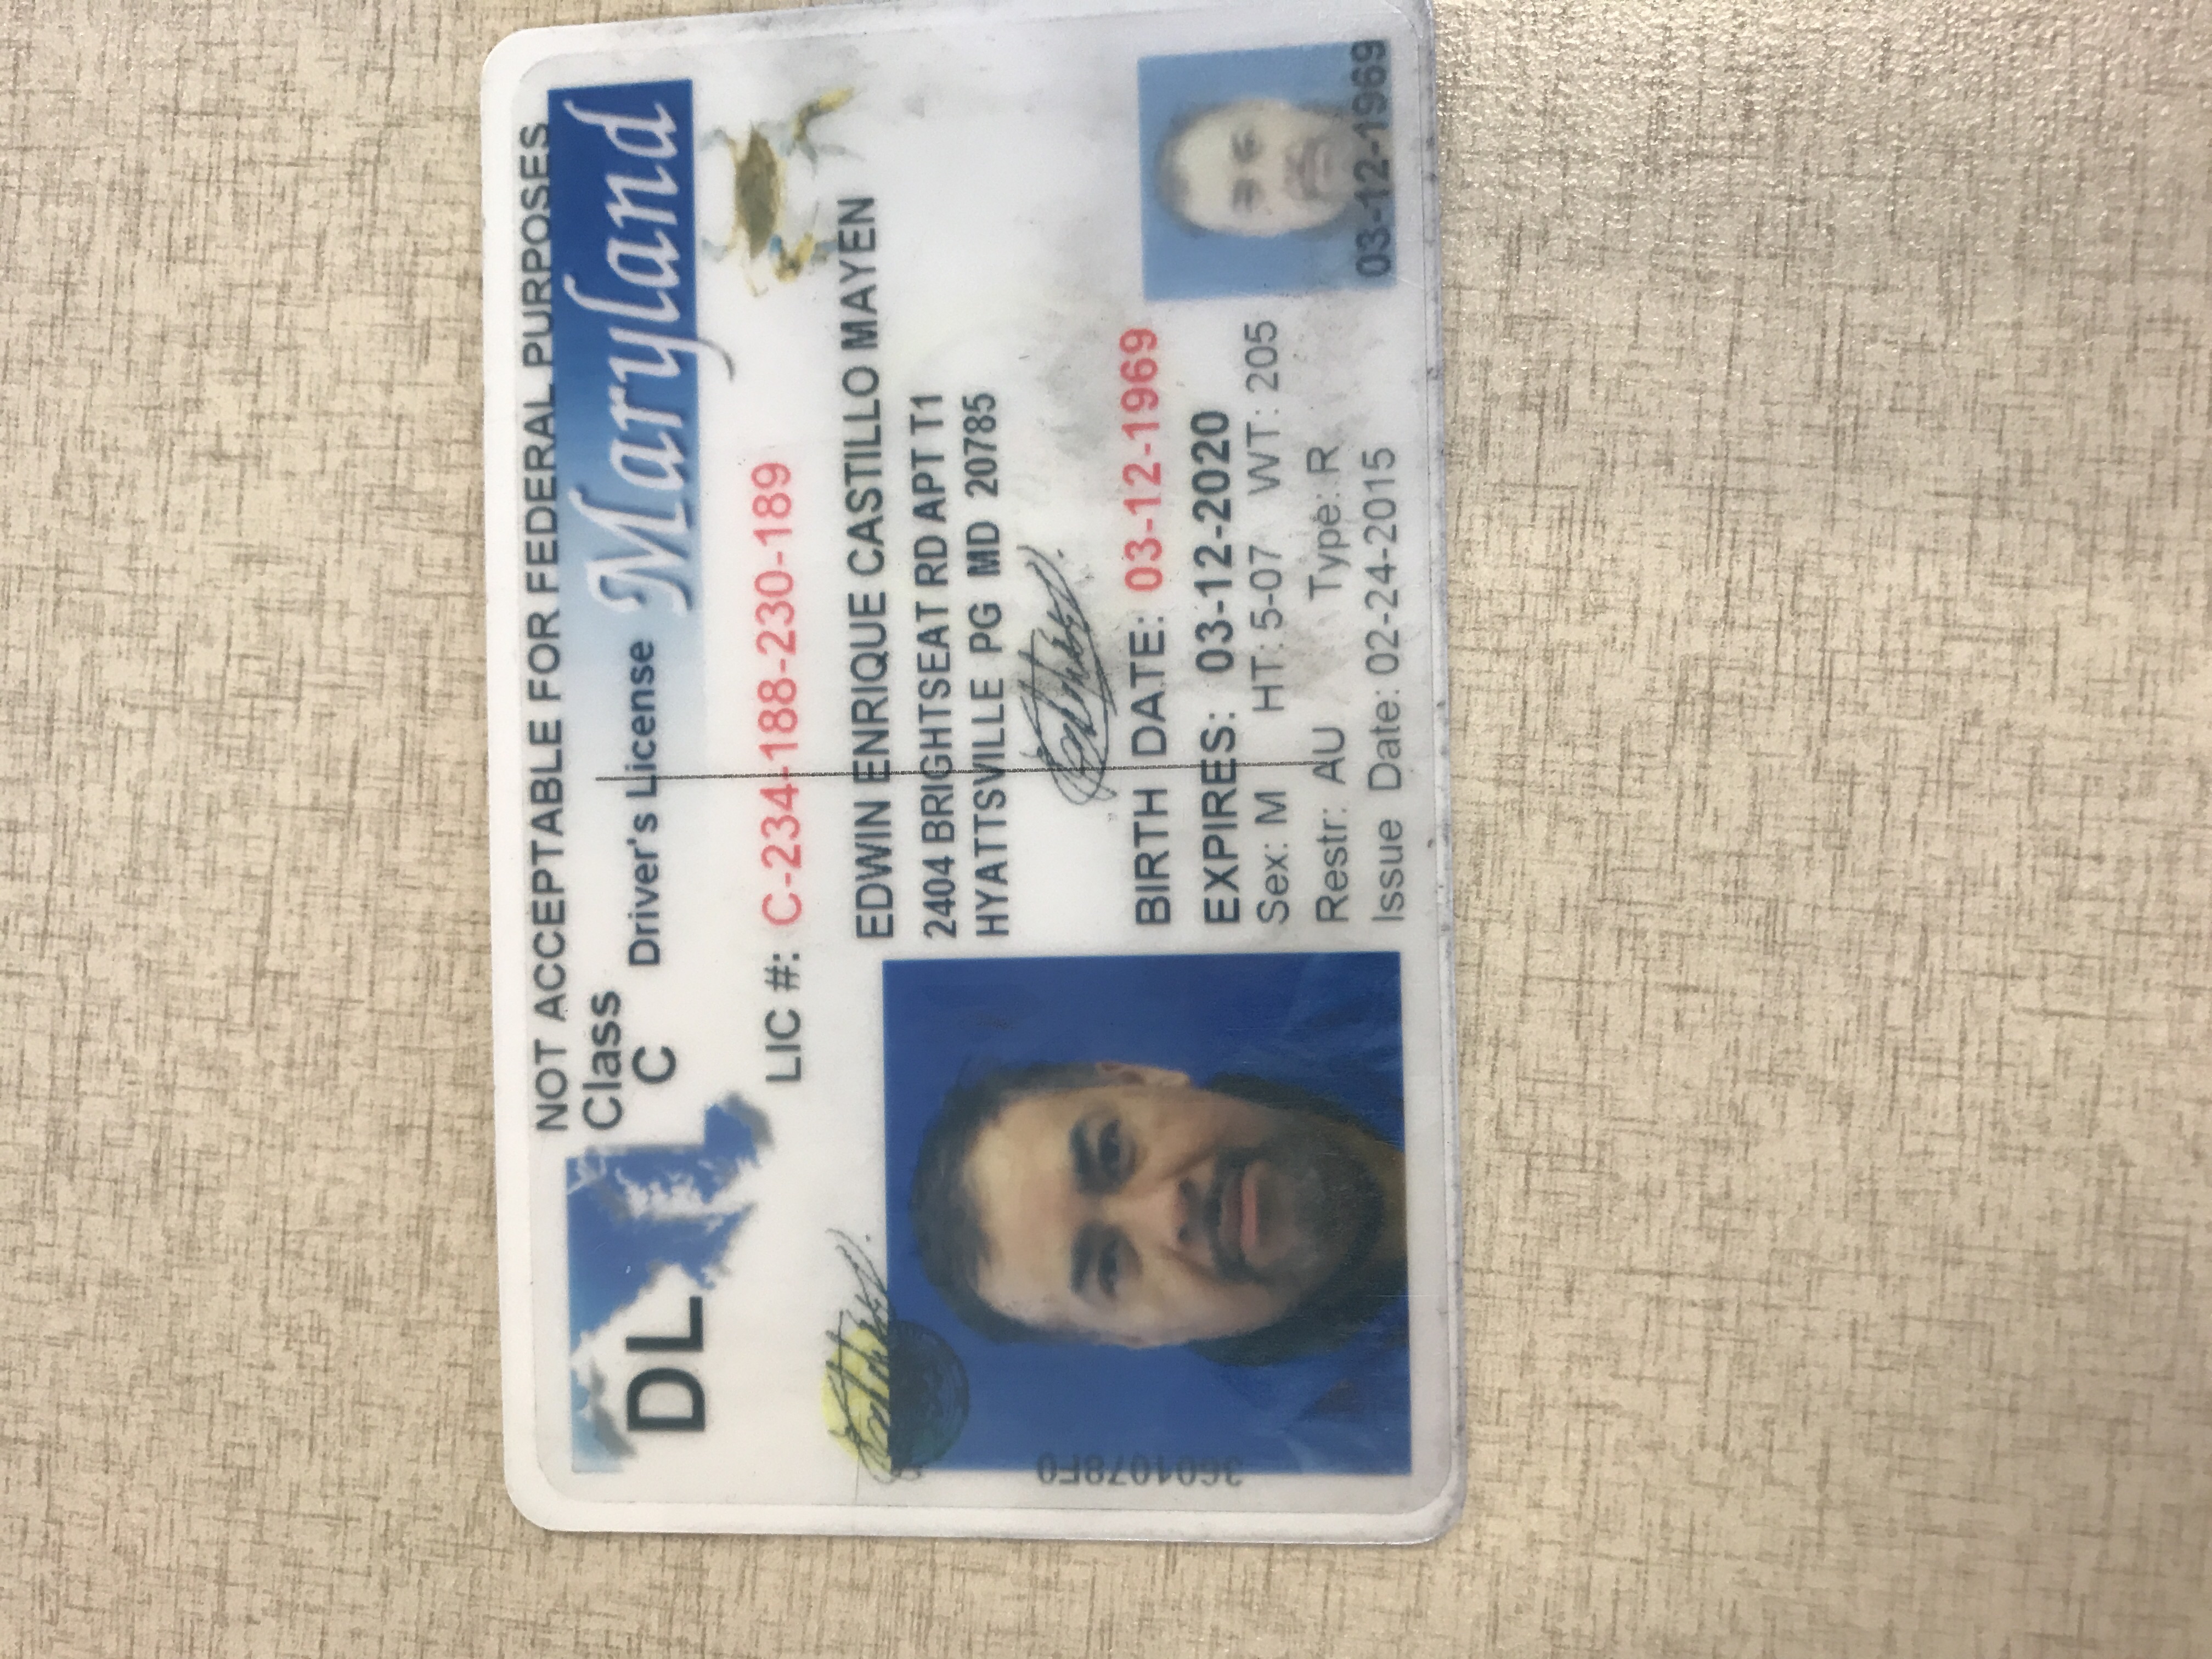 NOT ACCEPTABLE FOR FEDERAL PURPOSES
DL
Class
C
Driver's License
Maryland
LIC #: C-234-188-230-189
EDWIN ENRIQUE CASTILLO MAYEN
2404 BRIGHTSEAT RD APT T1
HYATTSVILLE PG MD 20785
BIRTH DATE: 03-12-1969
EXPIRES: 03-12-2020
Sex: M HT: 5-07 WT: 205
Restr: AU Type: R
Issue Date: 02-24-2015
03-12-1969